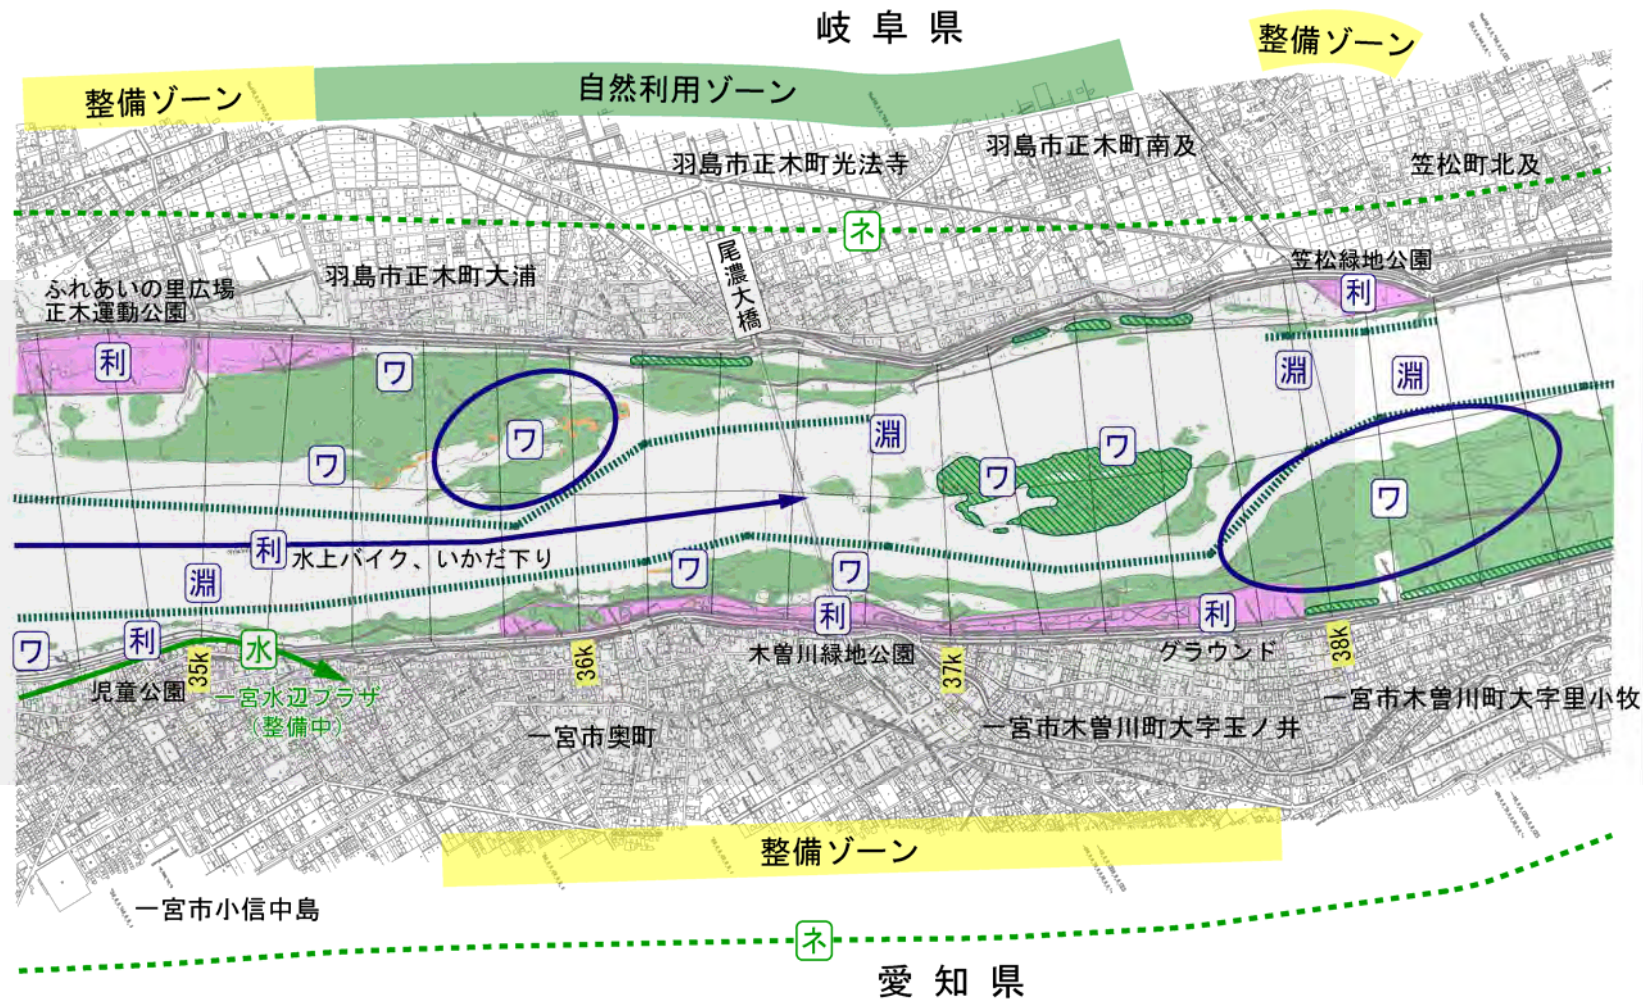 岐阜県
整備ゾーン
自然利用ゾーン
整備ゾーン
羽島市正木町光法寺
羽島市正木町南及
笠松町北及
ネ
尾濃大橋
羽島市正木町大浦
ふれあいの里広場
正木運動公園
笠松緑地公園
利
利
ワ
淵
淵
ワ
ワ
淵
ワ
ワ
ワ
利
水上バイク、いかだ下り
淵
ワ
ワ
利
利
ワ
利
水
児童公園
35k
一宮水辺プラザ
(整備中)
36k
木曽川緑地公園
37k
グラウンド
38k
一宮市奥町
一宮市木曽川町大字玉ノ井
一宮市木曽川町大字里小牧
整備ゾーン
一宮市小信中島
ネ
愛知県